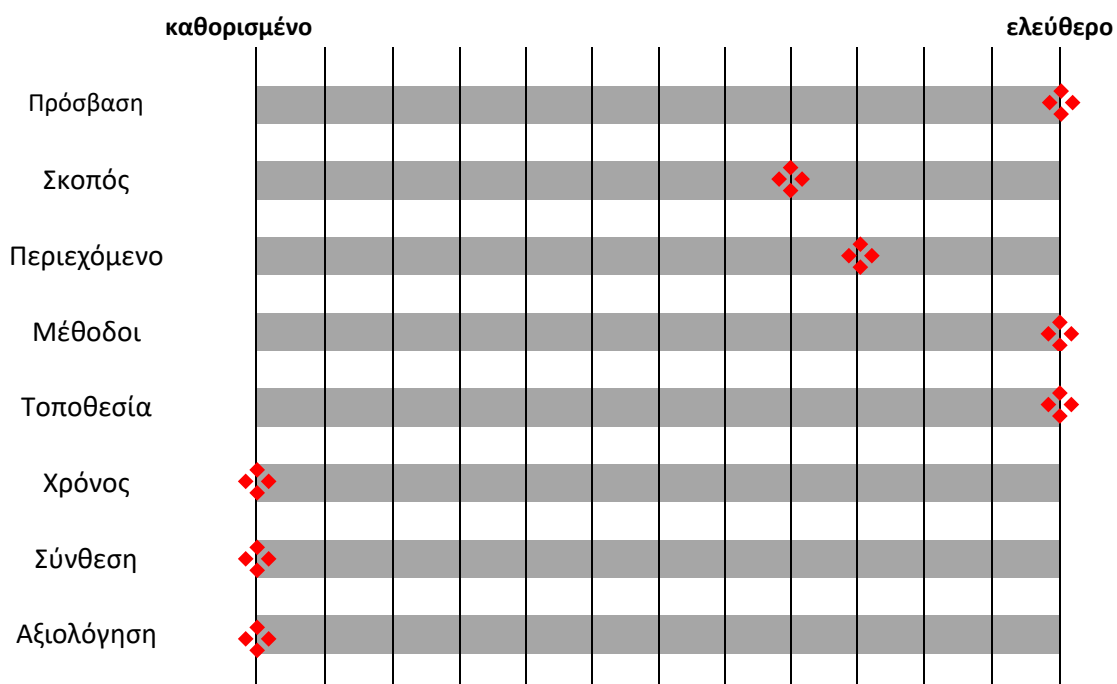 καθορισμένο ελεύθερο
Πρόσβαση
Σκοπός
Περιεχόμενο
Μέθοδοι
Τοποθεσία
Χρόνος
Σύνθεση
Αξιολόγηση